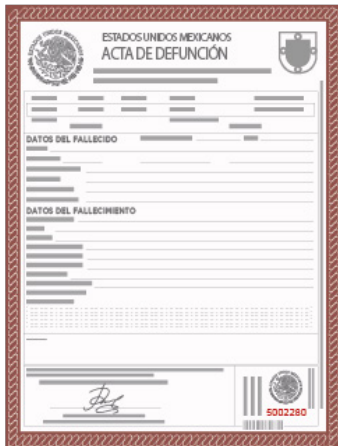 ESTADOS UNIDOS MEXICANOS
ACTA DE DEFUNCIÓN
DATOS DEL FALLECIDO
DATOS DEL FALLECIMIENTO
5002280